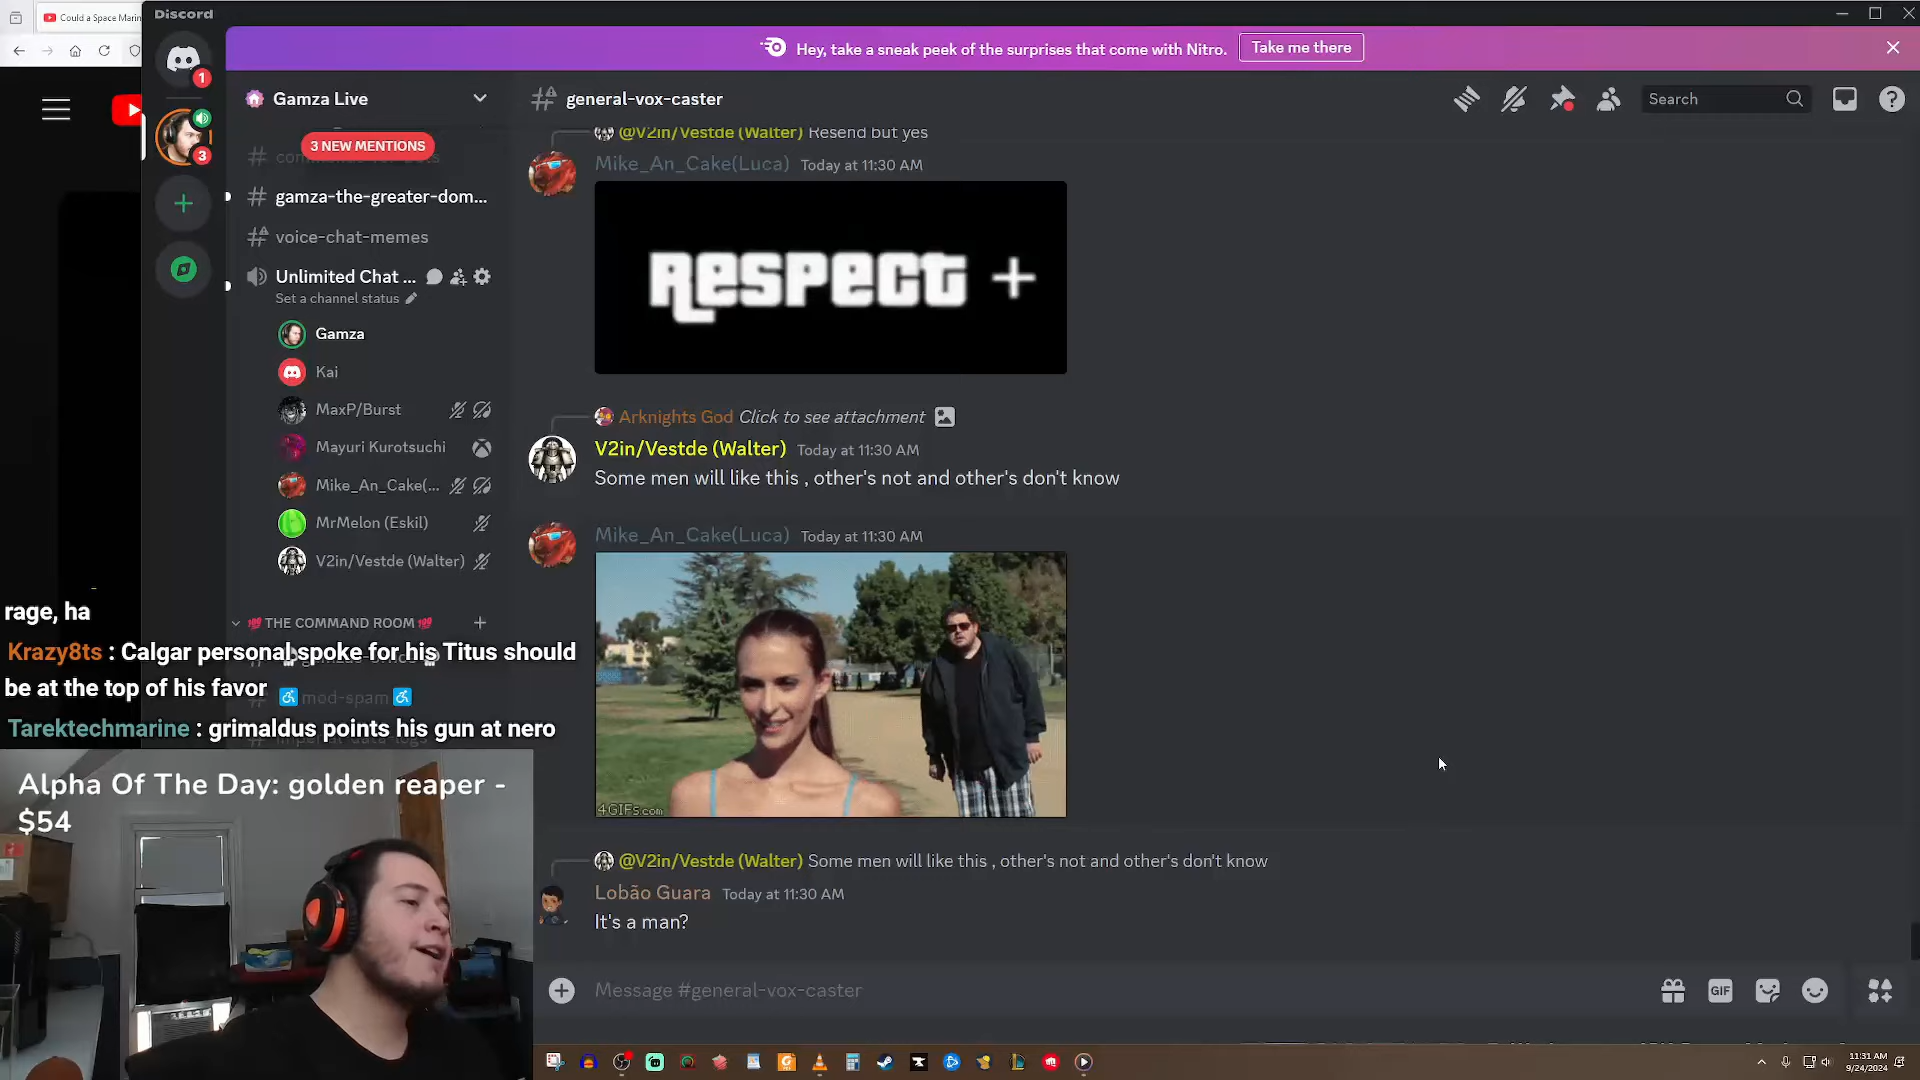 Could a Space Marin
Discord
Hey, take a sneak peek of the surprises that come with Nitro.
Take me there
1
3
Gamza Live
3 NEW MENTIONS
gamza-the-greater-dom...
voice-chat-memes
Unlimited Chat ...
Set a channel status
Gamza
Kai
MaxP/Burst
Mayuri Kurotsuchi
Mike_An_Cake(...
MrMelon (Eskil)
V2in/Vestde (Walter)
THE COMMAND ROOM
mod-spam
general-vox-caster
Search
@V2in/Vestde (Walter) Resend but yes
Mike_An_Cake(Luca) Today at 11:30 AM
Respect +
Arknights God Click to see attachment
V2in/Vestde (Walter) Today at 11:30 AM
Some men will like this , other's not and other's don't know
Mike_An_Cake(Luca) Today at 11:30 AM
4GIFs.com
@V2in/Vestde (Walter) Some men will like this , other's not and other's don't know
Lobão Guara Today at 11:30 AM
It's a man?
Message #general-vox-caster
GIF
rage, ha
Krazy8ts : Calgar personal spoke for his Titus should
be at the top of his favor
Tarektechmarine : grimaldus points his gun at nero
Alpha Of The Day: golden reaper -
$54
11:31 AM
9/24/2024